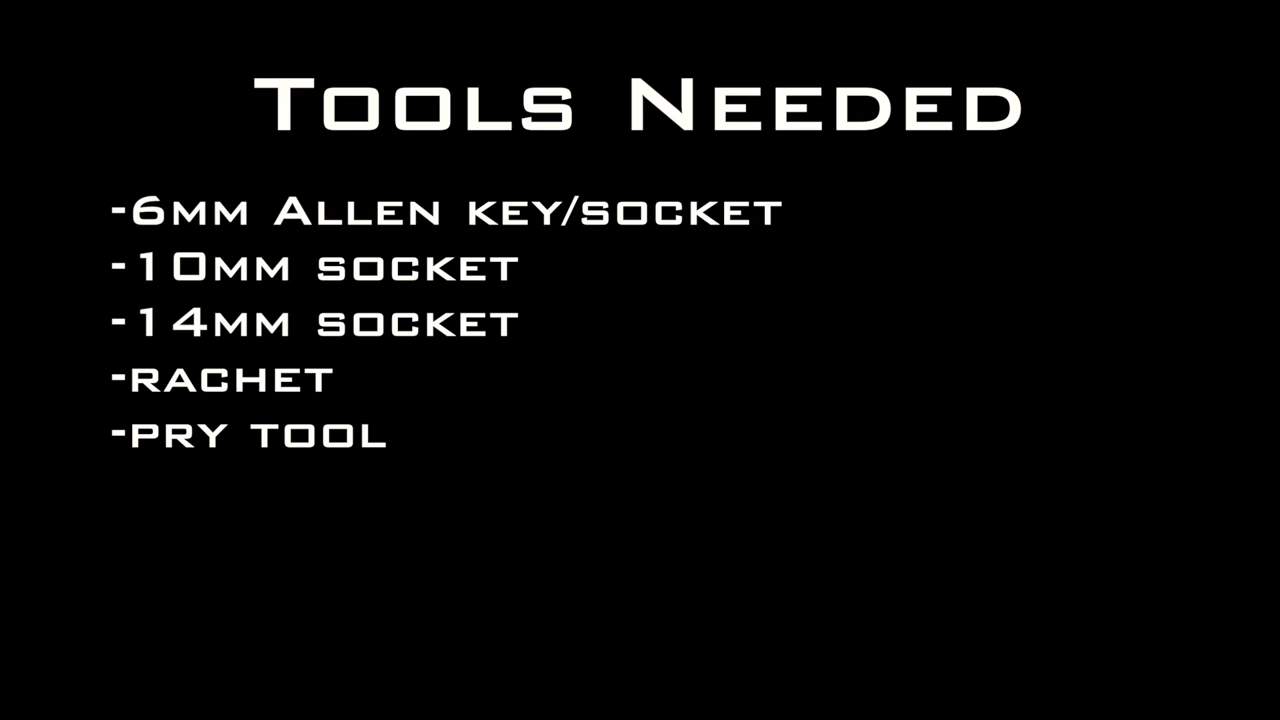 Tools Needed
-6mm Allen key/socket
-10mm socket
-14mm socket
-rachet
-pry tool